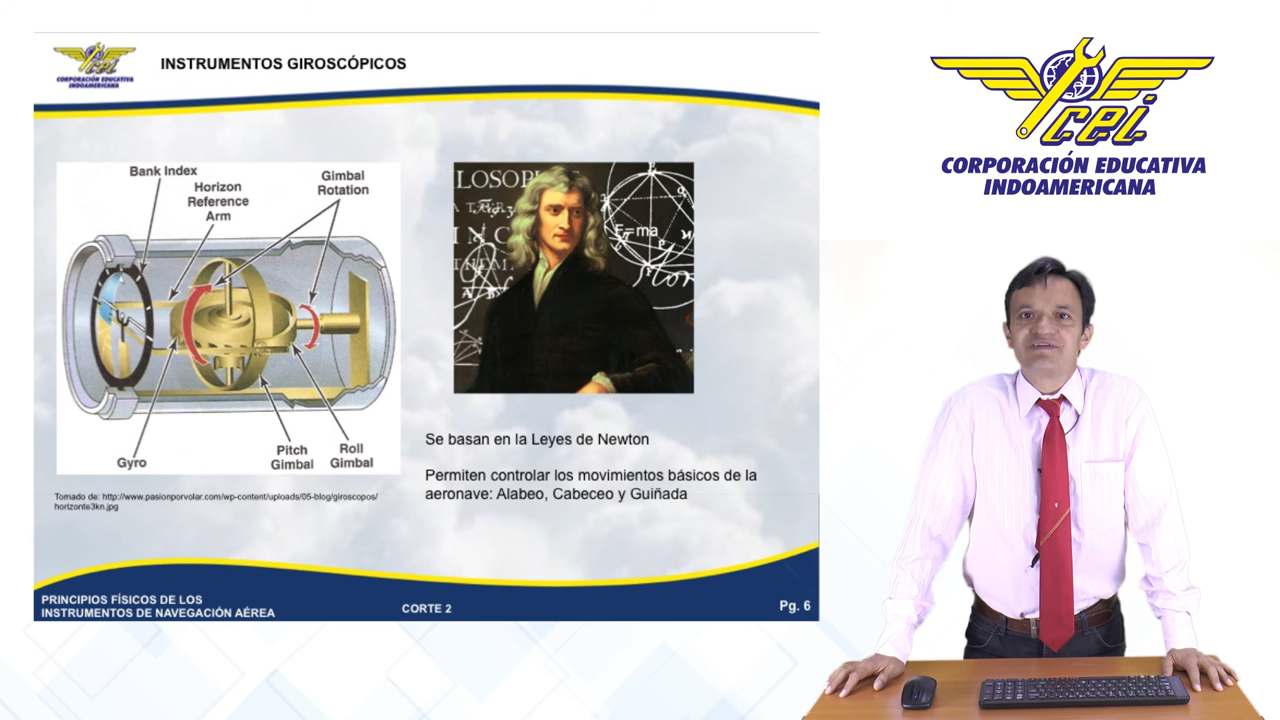 cei
CORPORACIÓN EDUCATIVA
INDOAMERICANA
INSTRUMENTOS GIROSCÓPICOS
Bank Index
Horizon
Reference
Arm
Gimbal
Rotation
Gyro
Pitch
Gimbal
Roll
Gimbal
Tomado de: http://www.pasionporvolar.com/wp-content/uploads/05-blog/giroscopos/
horizonte3kn.jpg
LOSOP
F=ma
Se basan en la Leyes de Newton
Permiten controlar los movimientos básicos de la
aeronave: Alabeo, Cabeceo y Guiñada
PRINCIPIOS FÍSICOS DE LOS
INSTRUMENTOS DE NAVEGACIÓN AÉREA
CORTE 2
Pg. 6
cei
CORPORACIÓN EDUCATIVA
INDOAMERICANA